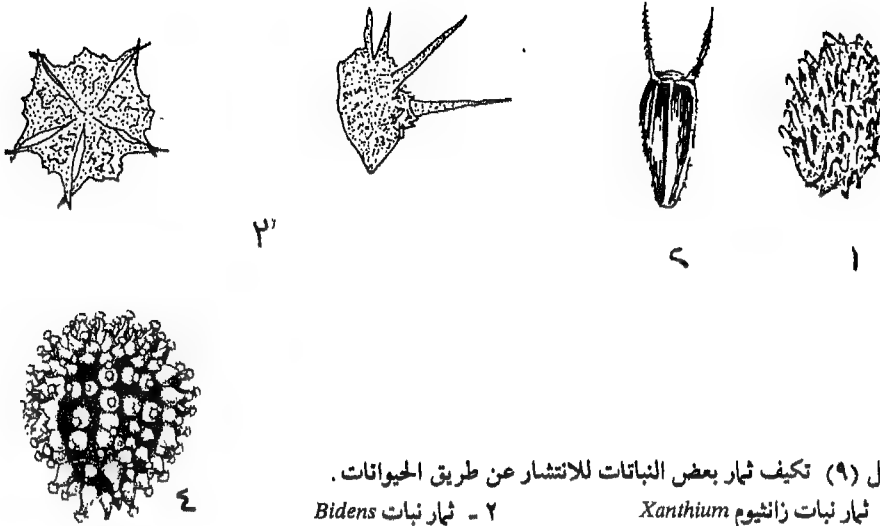 ٣
٢
١
٤
ل (٩) تكيف ثمار بعض النباتات للانتشار عن طريق الحيوانات .
ثمار نبات زانثيوم Xanthium ٢ - ثمار نبات Bidens